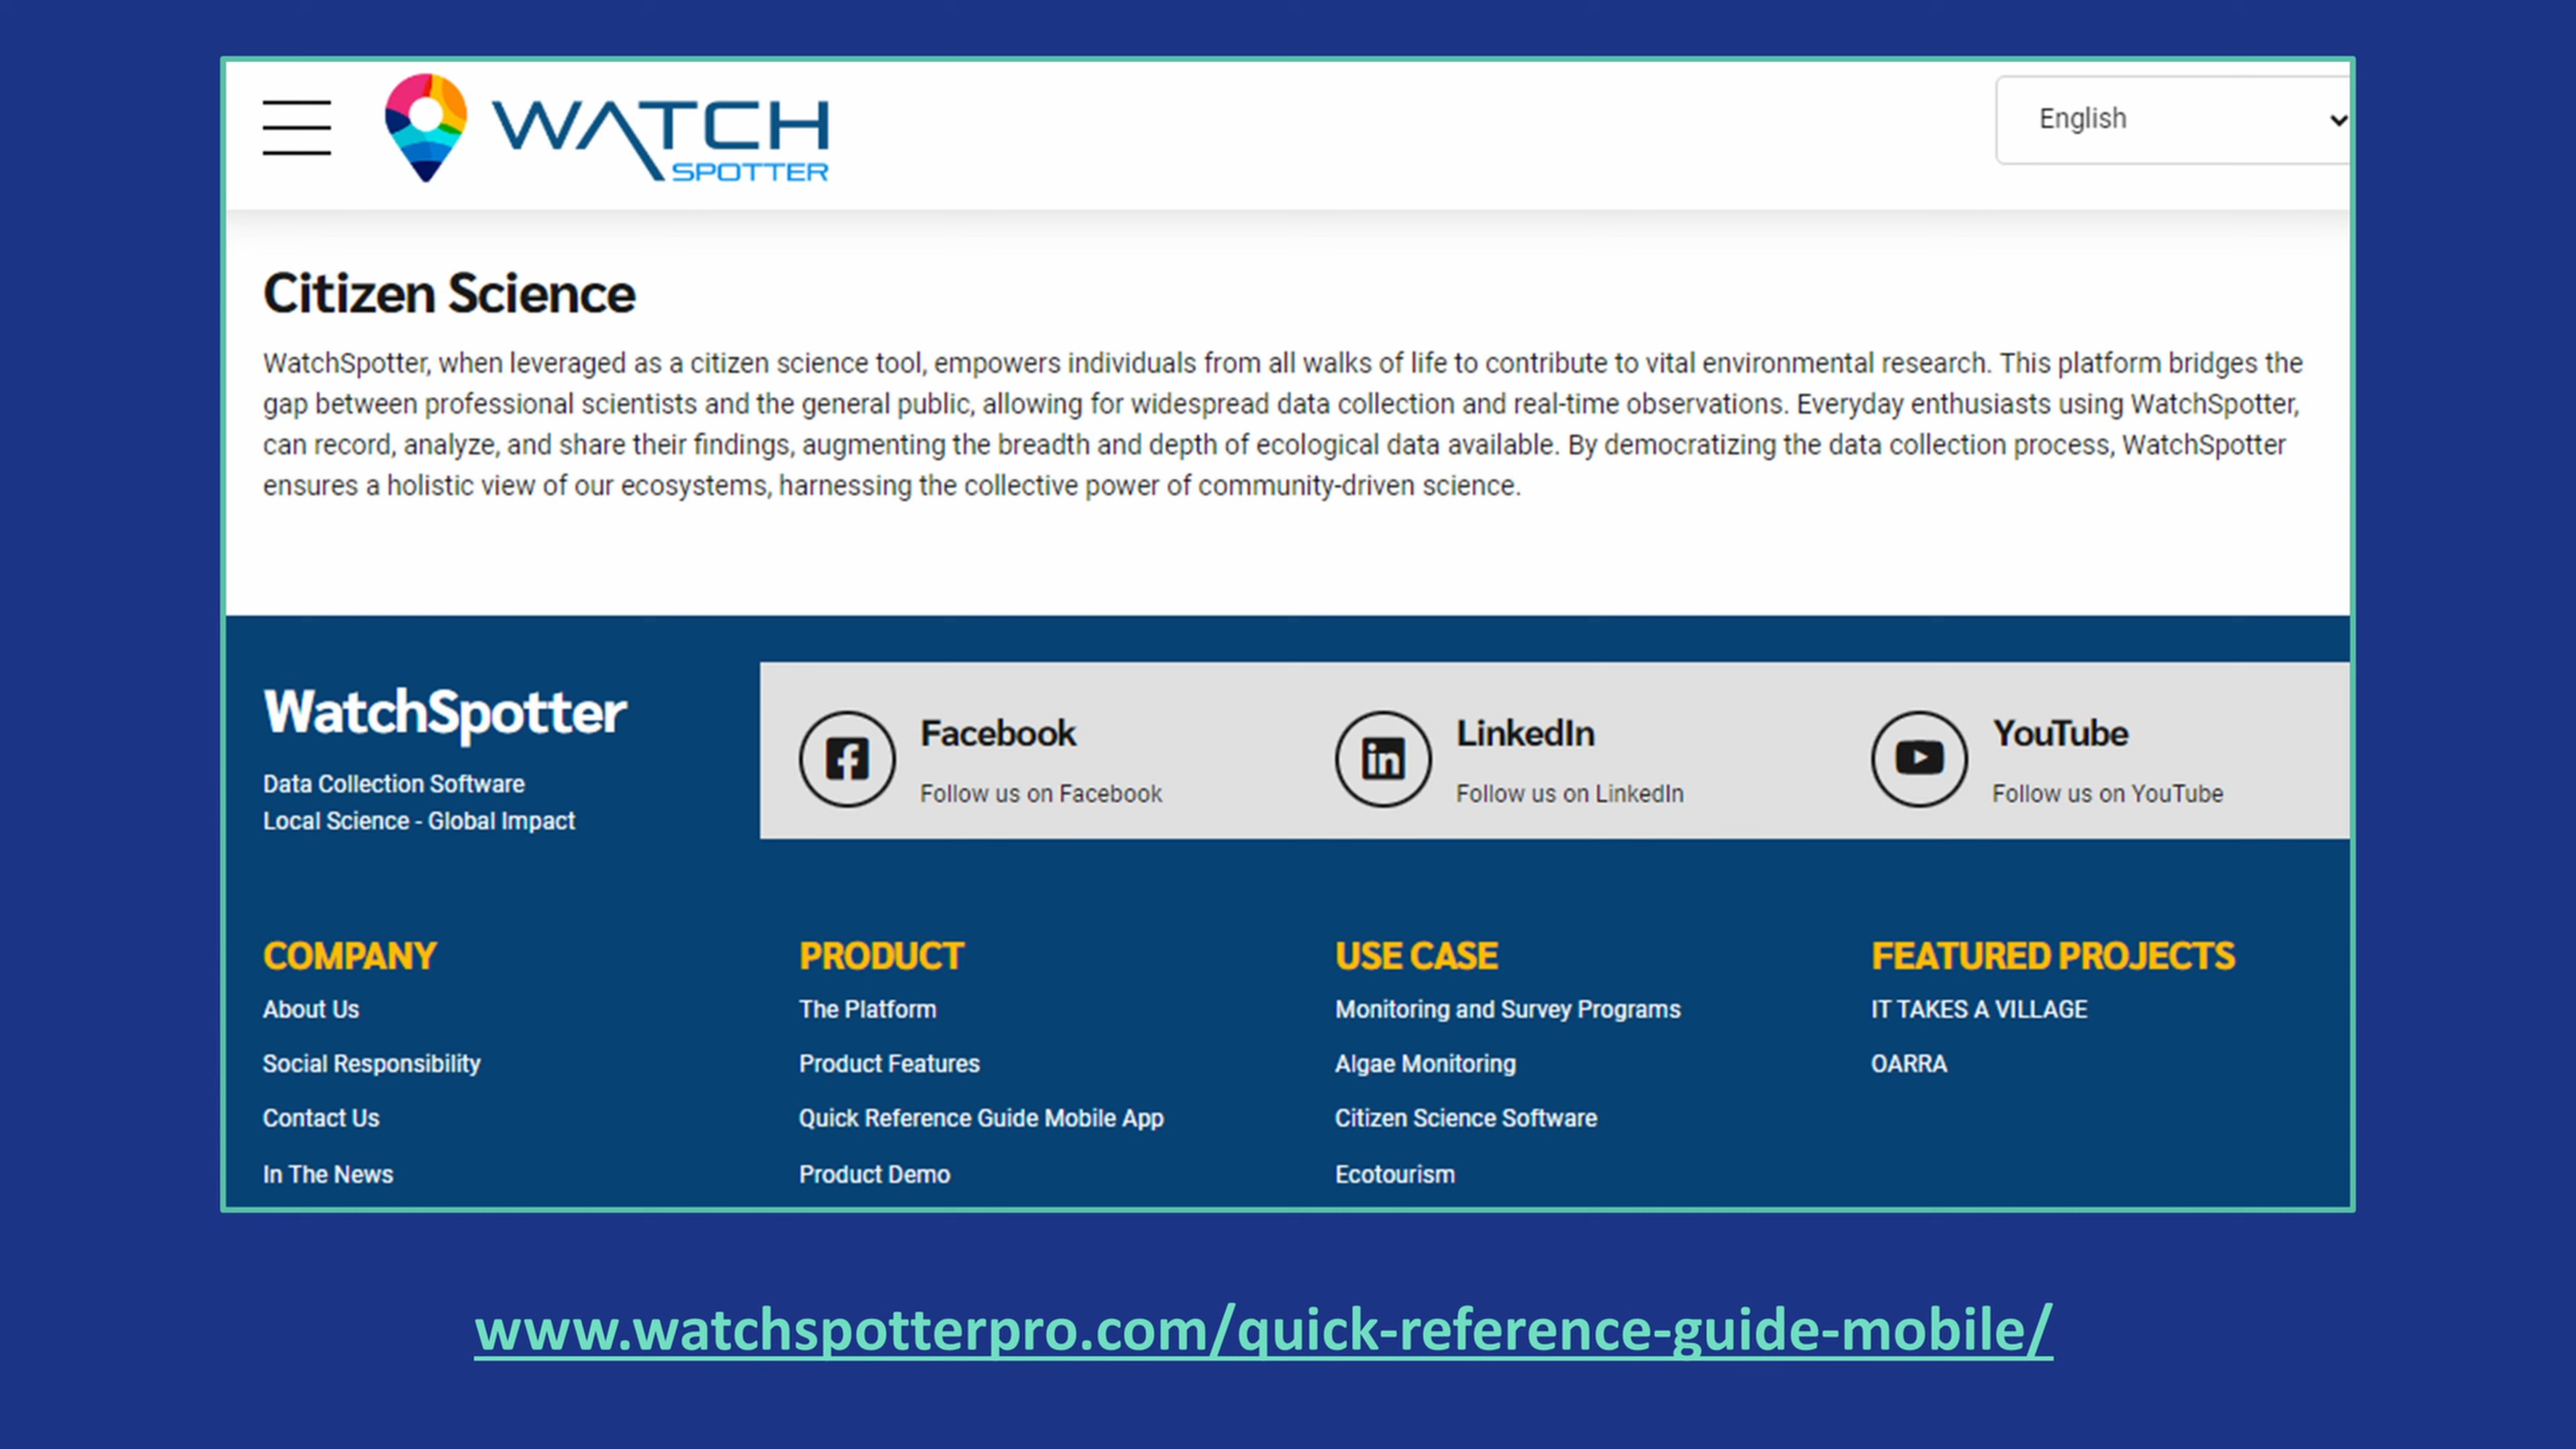 WATCH
SPOTTER
English
Citizen Science
WatchSpotter, when leveraged as a citizen science tool, empowers individuals from all walks of life to contribute to vital environmental research. This platform bridges the
gap between professional scientists and the general public, allowing for widespread data collection and real-time observations. Everyday enthusiasts using WatchSpotter,
can record, analyze, and share their findings, augmenting the breadth and depth of ecological data available. By democratizing the data collection process, WatchSpotter
ensures a holistic view of our ecosystems, harnessing the collective power of community-driven science.
WatchSpotter
Data Collection Software
Local Science - Global Impact
Facebook
Follow us on Facebook
LinkedIn
Follow us on LinkedIn
YouTube
Follow us on YouTube
COMPANY
About Us
Social Responsibility
Contact Us
In The News
PRODUCT
The Platform
Product Features
Quick Reference Guide Mobile App
Product Demo
USE CASE
Monitoring and Survey Programs
Algae Monitoring
Citizen Science Software
Ecotourism
FEATURED PROJECTS
IT TAKES A VILLAGE
OARRA
www.watchspotterpro.com/quick-reference-guide-mobile/